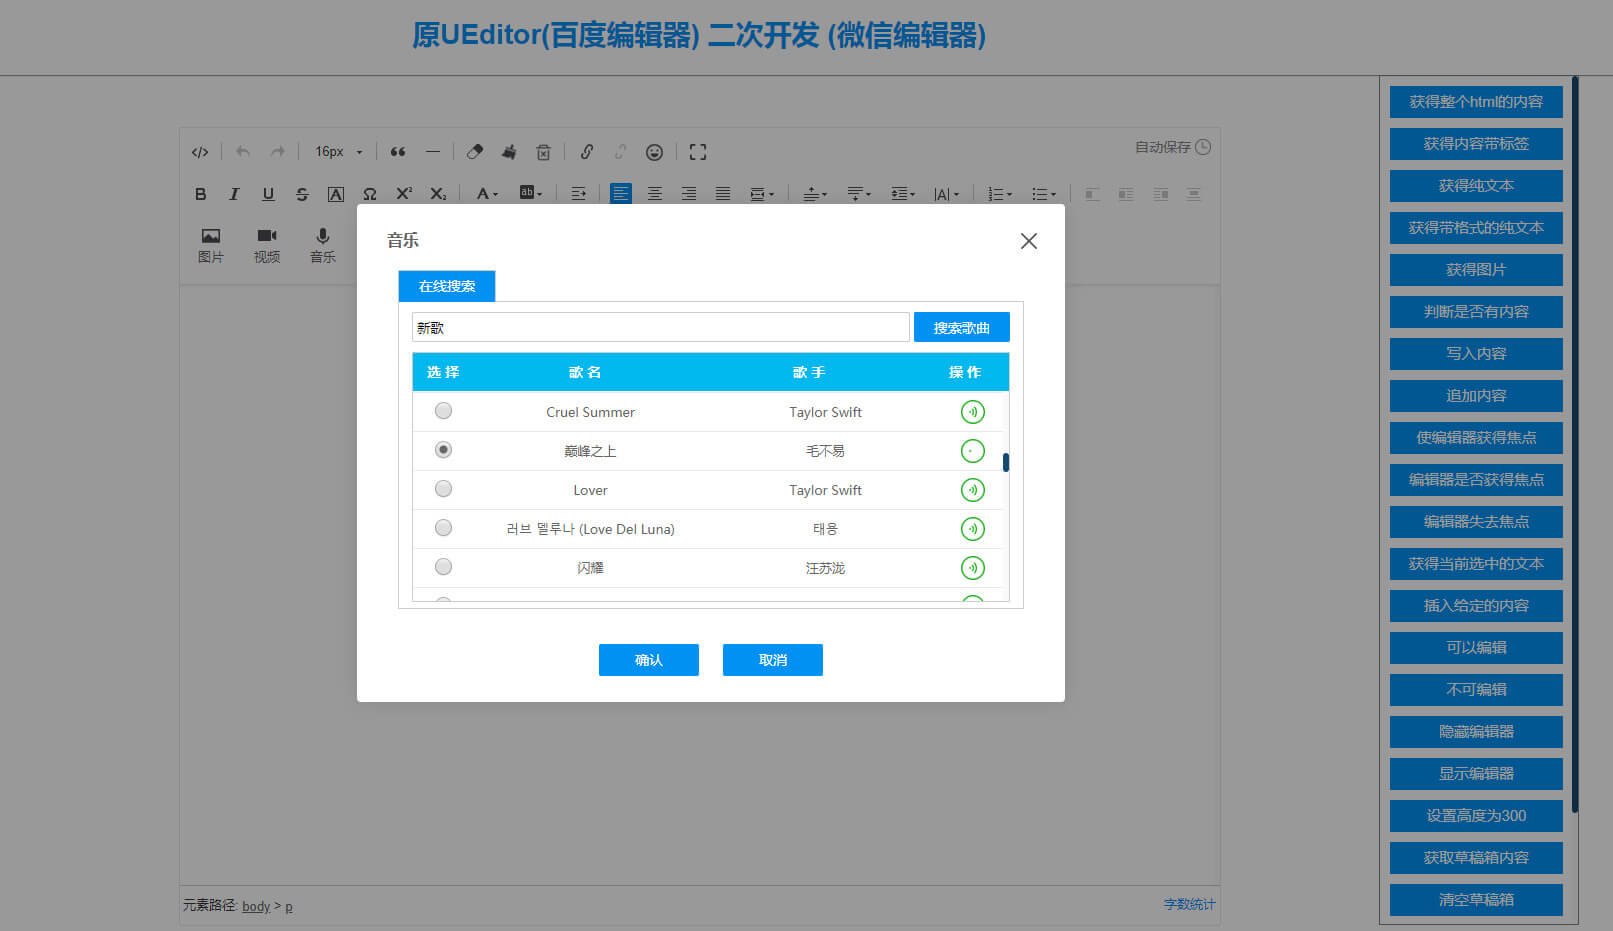 原UEditor(百度编辑器) 二次开发 (微信编辑器)
16px
自动保存
图片 视频 音乐
音乐
在线搜索
新歌 搜索歌曲
选 择 歌 名 歌 手 操 作
Cruel Summer Taylor Swift
巅峰之上 毛不易
Lover Taylor Swift
러브 델루나 (Love Del Luna) 태용
闪耀 汪苏泷
确认 取消
元素路径: body > p 字数统计
获得整个html的内容
获得内容带标签
获得纯文本
获得带格式的纯文本
获得图片
判断是否有内容
写入内容
追加内容
使编辑器获得焦点
编辑器是否获得焦点
编辑器失去焦点
获得当前选中的文本
插入给定的内容
可以编辑
不可编辑
隐藏编辑器
显示编辑器
设置高度为300
获取草稿箱内容
清空草稿箱